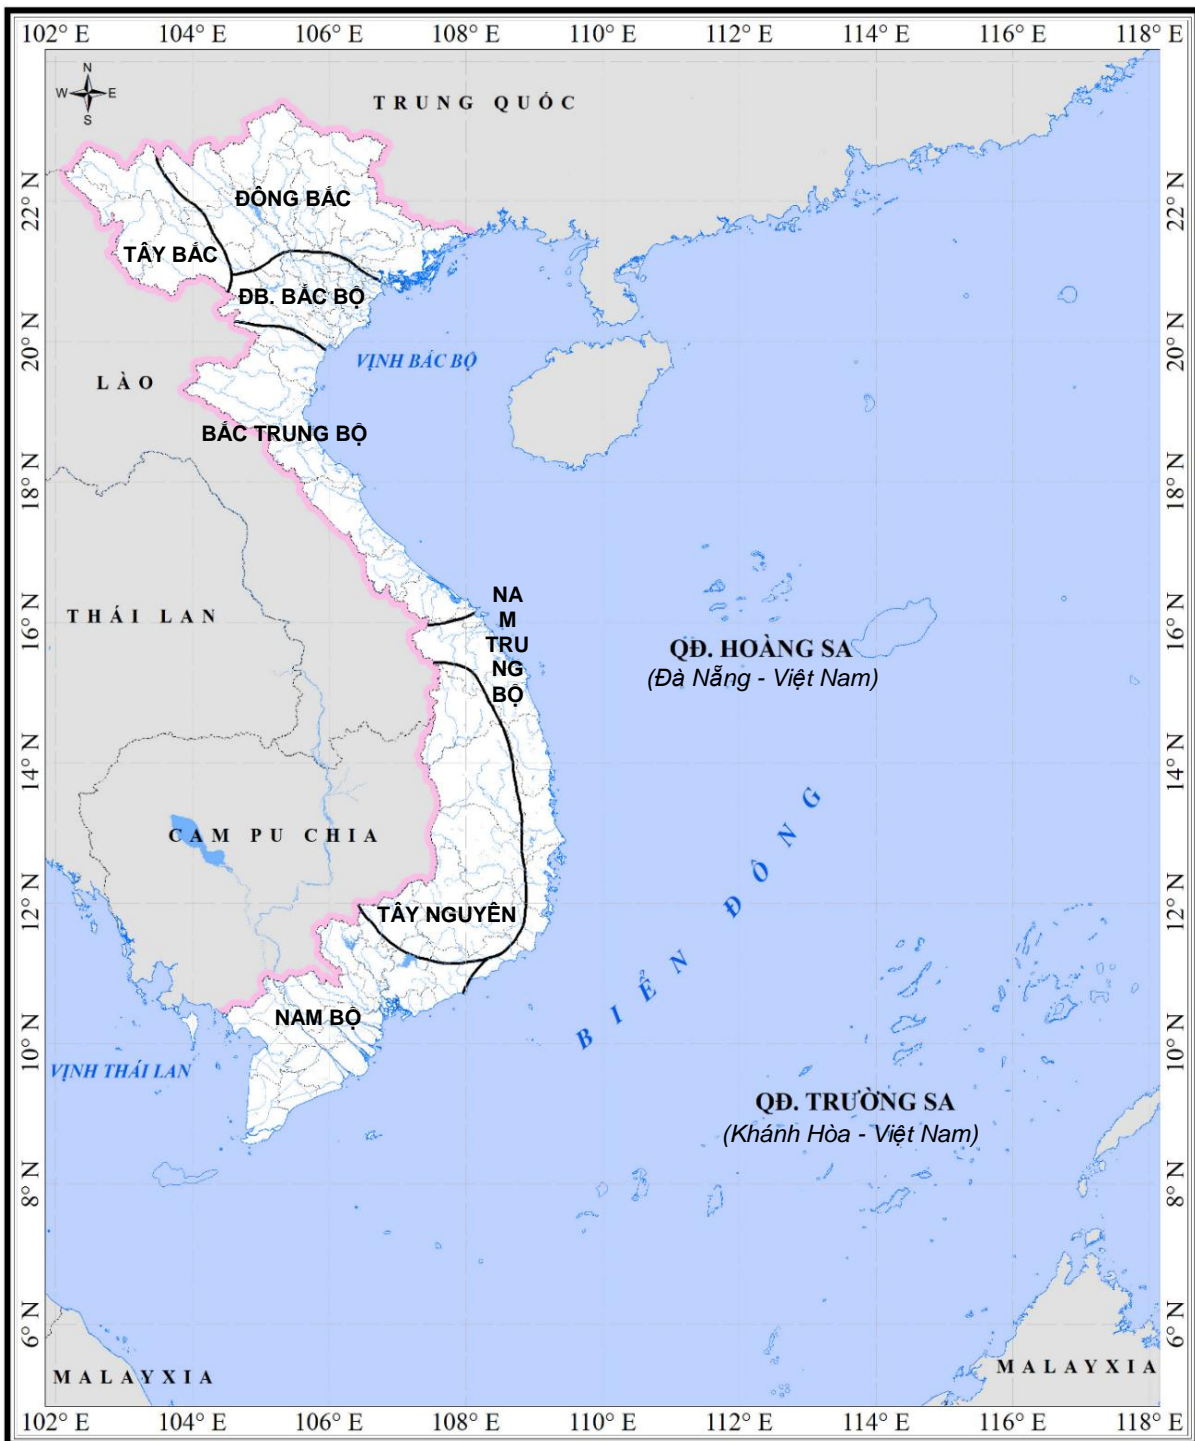 102° E 104° E 106° E 108° E 110° E 112° E 114° E 116° E 118° E
N
W E
S
TRUNG QUỐC
22° N 22° N
ĐÔNG BẮC
TÂY BẮC
ĐB. BẮC BỘ
20° N 20° N
VỊNH BẮC BỘ
LÀO
BẮC TRUNG BỘ
18° N 18° N
NA
M
TRU
NG
BỘ
THÁI LAN
16° N 16° N
QĐ. HOÀNG SA
(Đà Nẵng - Việt Nam)
14° N 14° N
CAM PU CHIA
BIỂN ĐÔNG
12° N 12° N
TÂY NGUYÊN
NAM BỘ
10° N 10° N
VỊNH THÁI LAN
QĐ. TRƯỜNG SA
(Khánh Hòa - Việt Nam)
8° N 8° N
6° N 6° N
MALAYXIA MALAYXIA
102° E 104° E 106° E 108° E 110° E 112° E 114° E 116° E 118° E